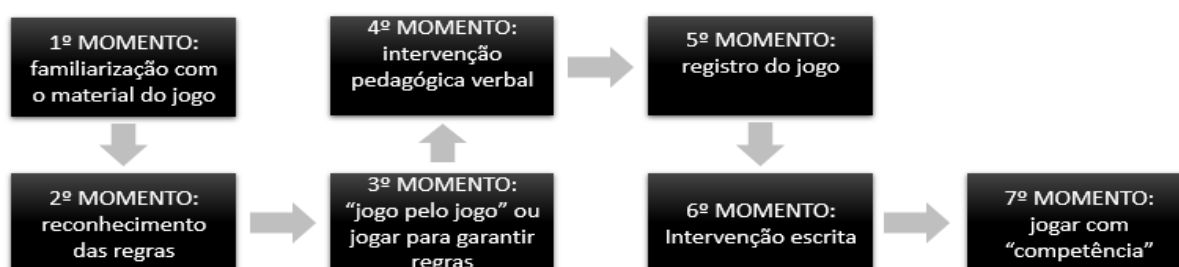 1º MOMENTO:
familiarização com
o material do jogo
2º MOMENTO:
reconhecimento
das regras
3º MOMENTO:
“jogo pelo jogo” ou
jogar para garantir
regras
4º MOMENTO:
intervenção
pedagógica verbal
5º MOMENTO:
registro do jogo
6º MOMENTO:
Intervenção escrita
7º MOMENTO:
jogar com
“competência”